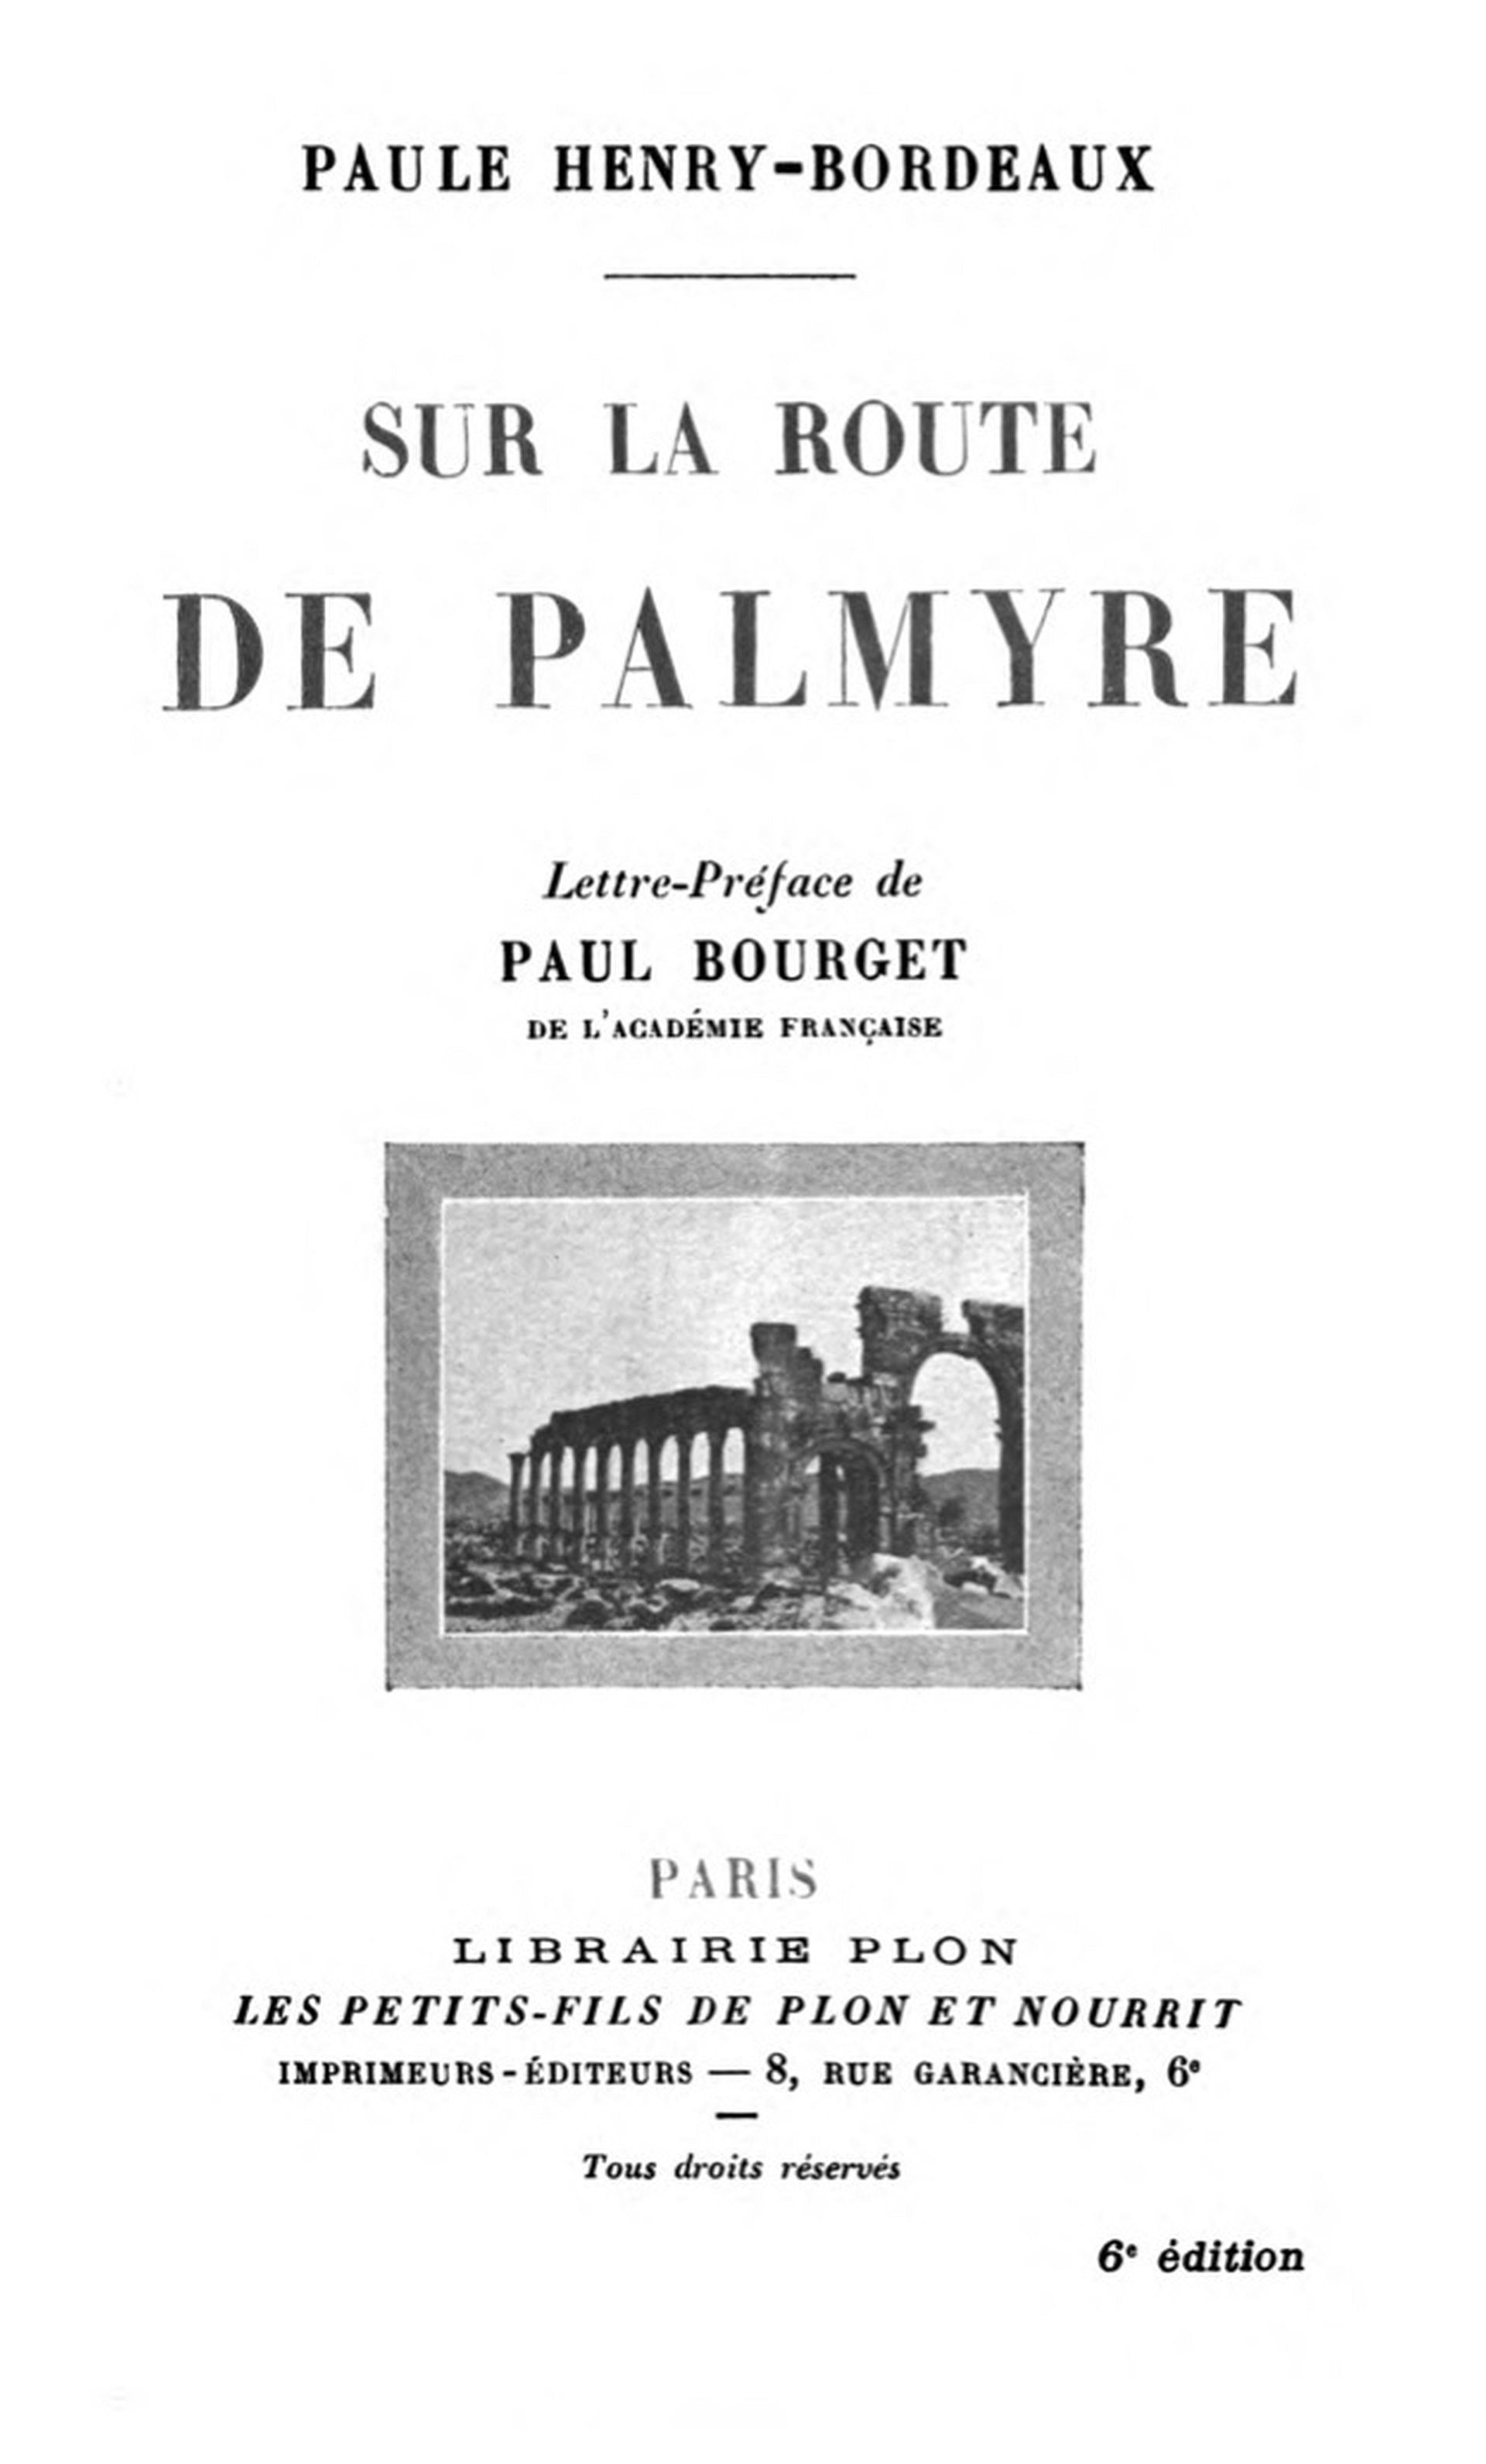 PAULE HENRY-BORDEAUX
SUR LA ROUTE
DE PALMYRE
Lettre-Préface de
PAUL BOURGET
DE L'ACADÉMIE FRANÇAISE
PARIS
LIBRAIRIE PLON
LES PETITS-FILS DE PLON ET NOURRIT
IMPRIMEURS-ÉDITEURS — 8, RUE GARANCIÈRE, 6e
Tous droits réservés
6e édition